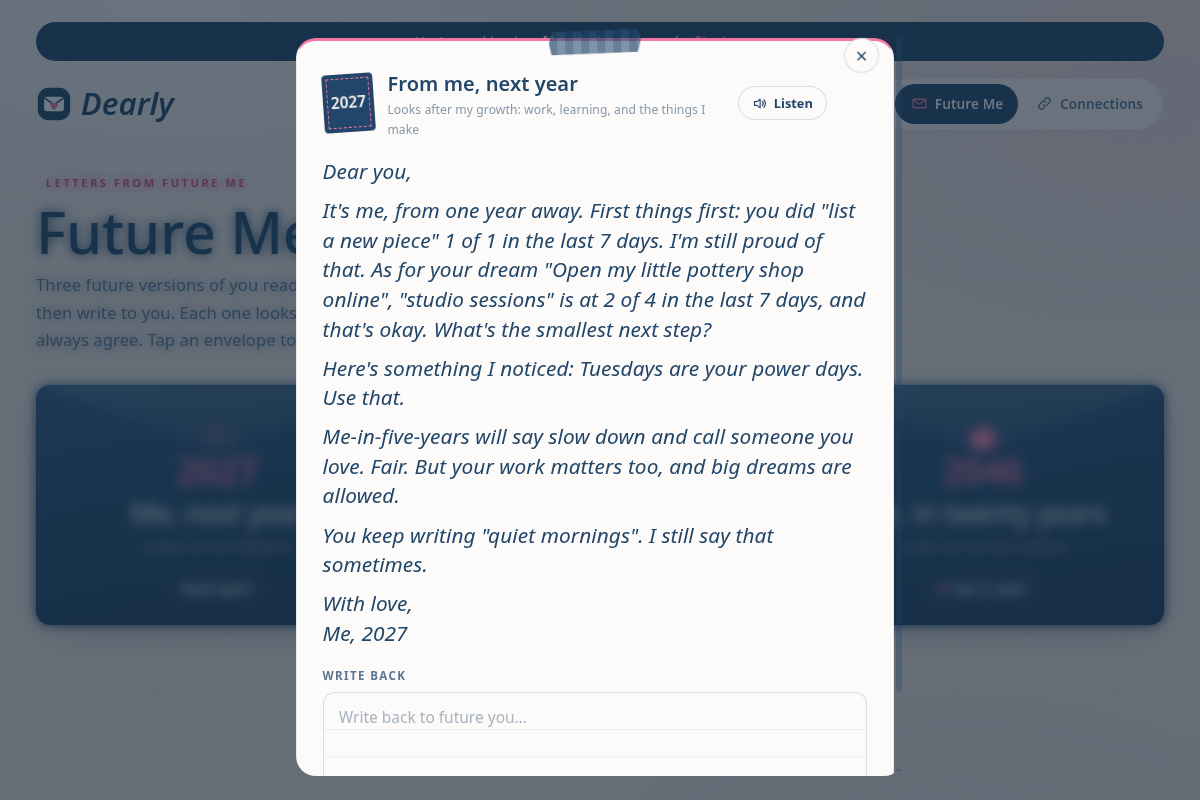 Dearly
Future Me
Connections
LETTERS FROM FUTURE ME
Future Me
Three future versions of you read
then write to you. Each one looks
always agree. Tap an envelope to
2027
From me, next year
Looks after my growth: work, learning, and the things I
make
Listen
Dear you,
It's me, from one year away. First things first: you did "list
a new piece" 1 of 1 in the last 7 days. I'm still proud of
that. As for your dream "Open my little pottery shop
online", "studio sessions" is at 2 of 4 in the last 7 days, and
that's okay. What's the smallest next step?
Here's something I noticed: Tuesdays are your power days.
Use that.
Me-in-five-years will say slow down and call someone you
love. Fair. But your work matters too, and big dreams are
allowed.
You keep writing "quiet mornings". I still say that
sometimes.
With love,
Me, 2027
WRITE BACK
Write back to future you...
2027
Me, next year
2046
in twenty years